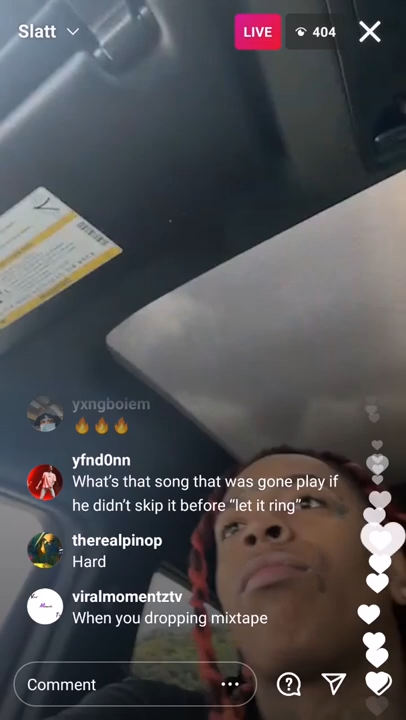 Slatt
LIVE
404
yxngboiem
🔥🔥🔥
yfnd0nn
What's that song that was gone play if
he didn't skip it before “let it ring”
therealpinop
Hard
viralmomentztv
When you dropping mixtape
Comment